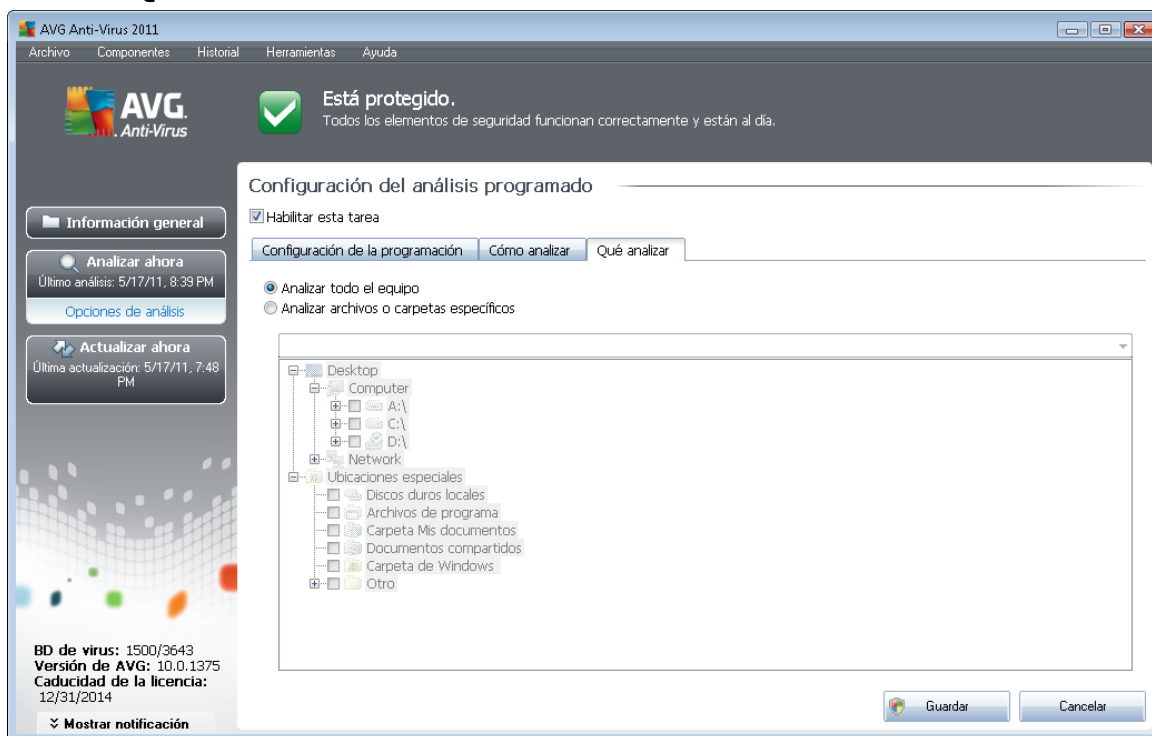 AVG Anti-Virus 2011
Archivo Componentes Historial Herramientas Ayuda
AVG.
Anti-Virus
Está protegido.
Todos los elementos de seguridad funcionan correctamente y están al día.
Información general
Analizar ahora
Último análisis: 5/17/11, 8:39 PM
Opciones de análisis
Actualizar ahora
Última actualización: 5/17/11, 7:48
PM
BD de virus: 1500/3643
Versión de AVG: 10.0.1375
Caducidad de la licencia:
12/31/2014
Mostrar notificación
Configuración del análisis programado
Habilitar esta tarea
Configuración de la programación Cómo analizar Qué analizar
Analizar todo el equipo
Analizar archivos o carpetas específicos
Desktop
Computer
A:\
C:\
D:\
Network
Ubicaciones especiales
Discos duros locales
Archivos de programa
Carpeta Mis documentos
Documentos compartidos
Carpeta de Windows
Otro
Guardar Cancelar